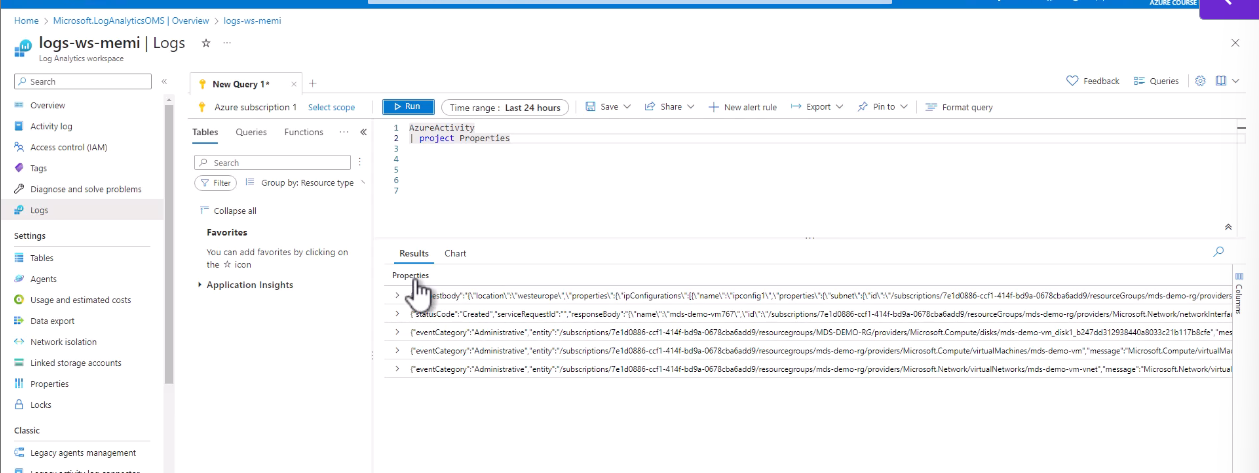 AZURE COURSE
Home > Microsoft.LogAnalyticsOMS | Overview > logs-ws-memi
logs-ws-memi | Logs
Log Analytics workspace
Search
Overview
Activity log
Access control (IAM)
Tags
Diagnose and solve problems
Logs
Settings
Tables
Agents
Usage and estimated costs
Data export
Network isolation
Linked storage accounts
Properties
Locks
Classic
Legacy agents management
Legacy activity log connector
New Query 1*
Feedback
Queries
Azure subscription 1 Select scope
Run
Time range : Last 24 hours
Save
Share
New alert rule
Export
Pin to
Format query
Tables Queries Functions
Search
Filter
Group by: Resource type
Collapse all
Favorites
You can add favorites by clicking on
the ☆ icon
Application Insights
1 AzureActivity
2 | project Properties
3
4
5
6
7
Results Chart
Properties
estbody":"{\"location\":\"westeurope\",\"properties\":{\"ipConfigurations\":[{\"name\":\"ipconfig1\",\"properties\":{\"subnet\":{\"id\":\"/subscriptions/7e1d0886-ccf1-414f-bd9a-0678cba6add9/resourceGroups/mds-demo-rg/providers
{"statusCode":"Created","serviceRequestId":"","responseBody":"{\"name\":\"mds-demo-vm767\",\"id\":\"/subscriptions/7e1d0886-ccf1-414f-bd9a-0678cba6add9/resourceGroups/mds-demo-rg/providers/Microsoft.Network/networkInterfa
{"eventCategory":"Administrative","entity":"/subscriptions/7e1d0886-ccf1-414f-bd9a-0678cba6add9/resourcegroups/MDS-DEMO-RG/providers/Microsoft.Compute/disks/mds-demo-vm_disk1_b247dd312938440a8033c21b117b8cfe","mes
{"eventCategory":"Administrative","entity":"/subscriptions/7e1d0886-ccf1-414f-bd9a-0678cba6add9/resourcegroups/mds-demo-rg/providers/Microsoft.Compute/virtualMachines/mds-demo-vm","message":"Microsoft.Compute/virtualMa
{"eventCategory":"Administrative","entity":"/subscriptions/7e1d0886-ccf1-414f-bd9a-0678cba6add9/resourcegroups/mds-demo-rg/providers/Microsoft.Network/virtualNetworks/mds-demo-vm-vnet","message":"Microsoft.Network/virtual
Columns